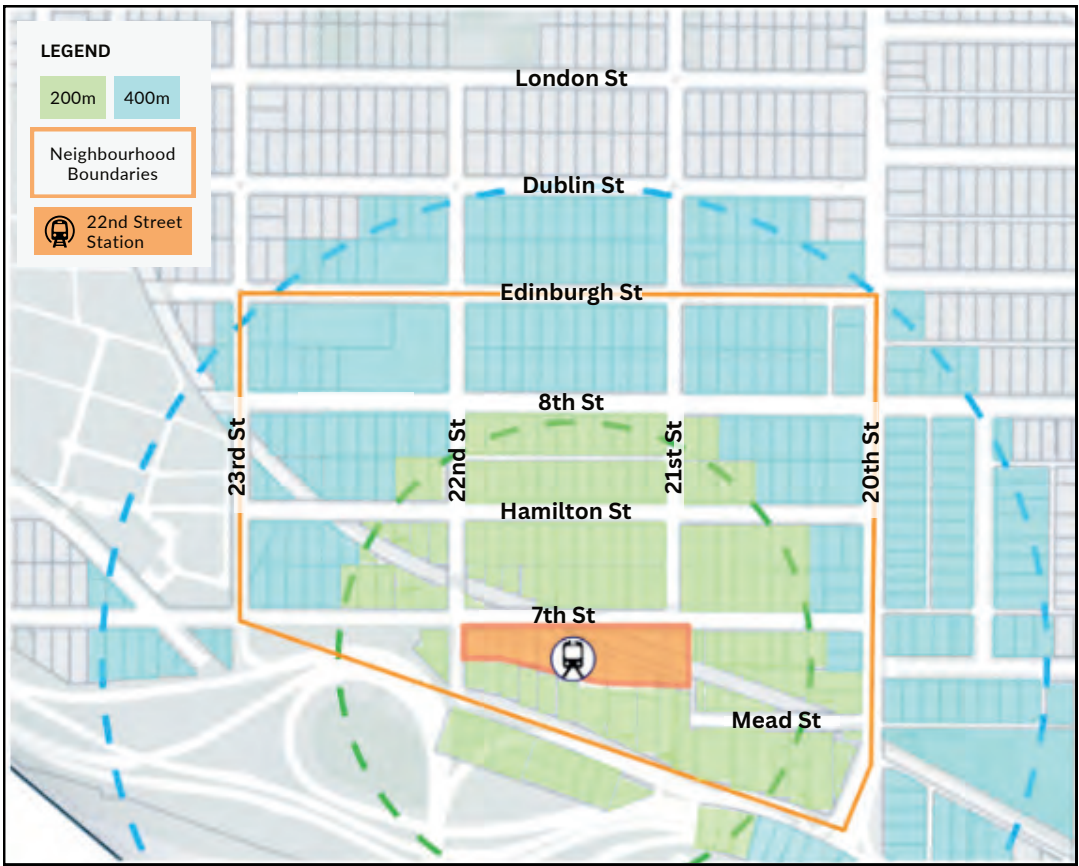 LEGEND
200m
400m
Neighbourhood
Boundaries
22nd Street
Station
London St
Dublin St
Edinburgh St
8th St
23rd St
22nd St
21st St
20th St
Hamilton St
7th St
Mead St